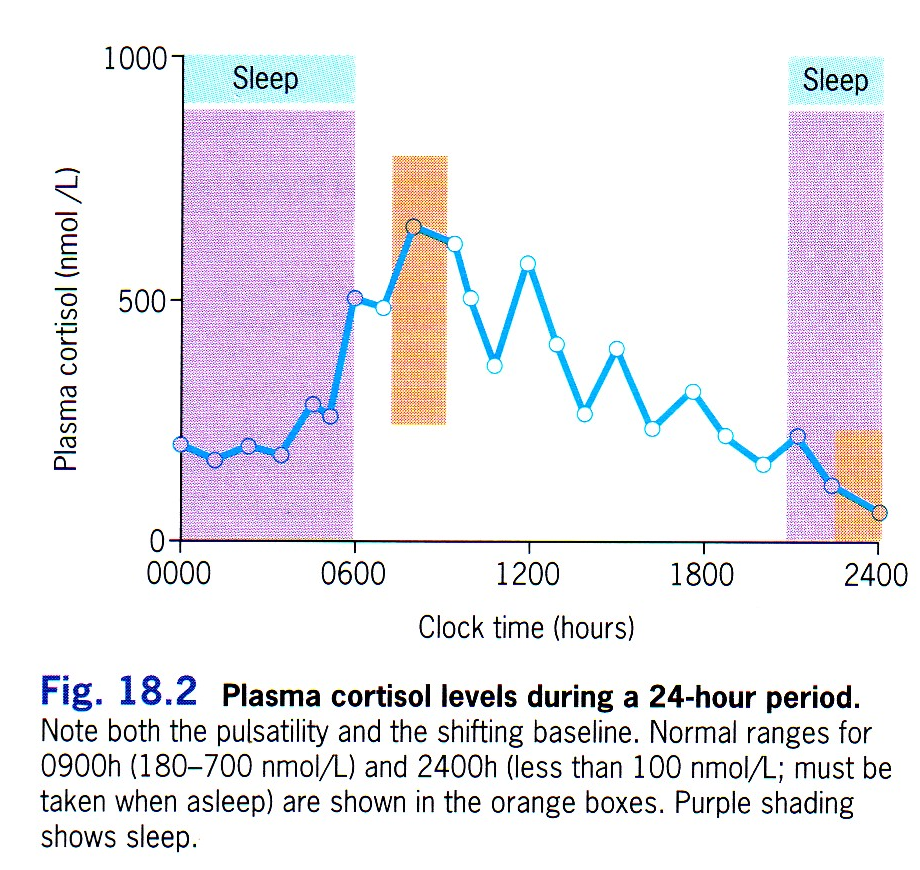 1000
Sleep
Sleep
Plasma cortisol (nmol /L)
500
0
0000
0600
1200
1800
2400
Clock time (hours)
Fig. 18.2 Plasma cortisol levels during a 24-hour period.
Note both the pulsatility and the shifting baseline. Normal ranges for
0900h (180–700 nmol/L) and 2400h (less than 100 nmol/L; must be
taken when asleep) are shown in the orange boxes. Purple shading
shows sleep.